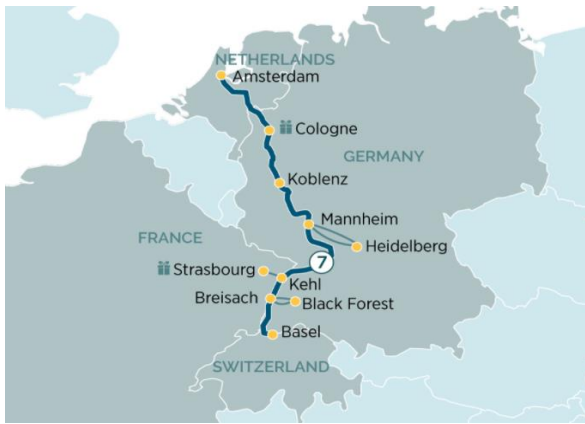 NETHERLANDS
Amsterdam
Cologne
GERMANY
Koblenz
Mannheim
FRANCE
Heidelberg
7
Strasbourg
Kehl
Breisach
Black Forest
Basel
SWITZERLAND